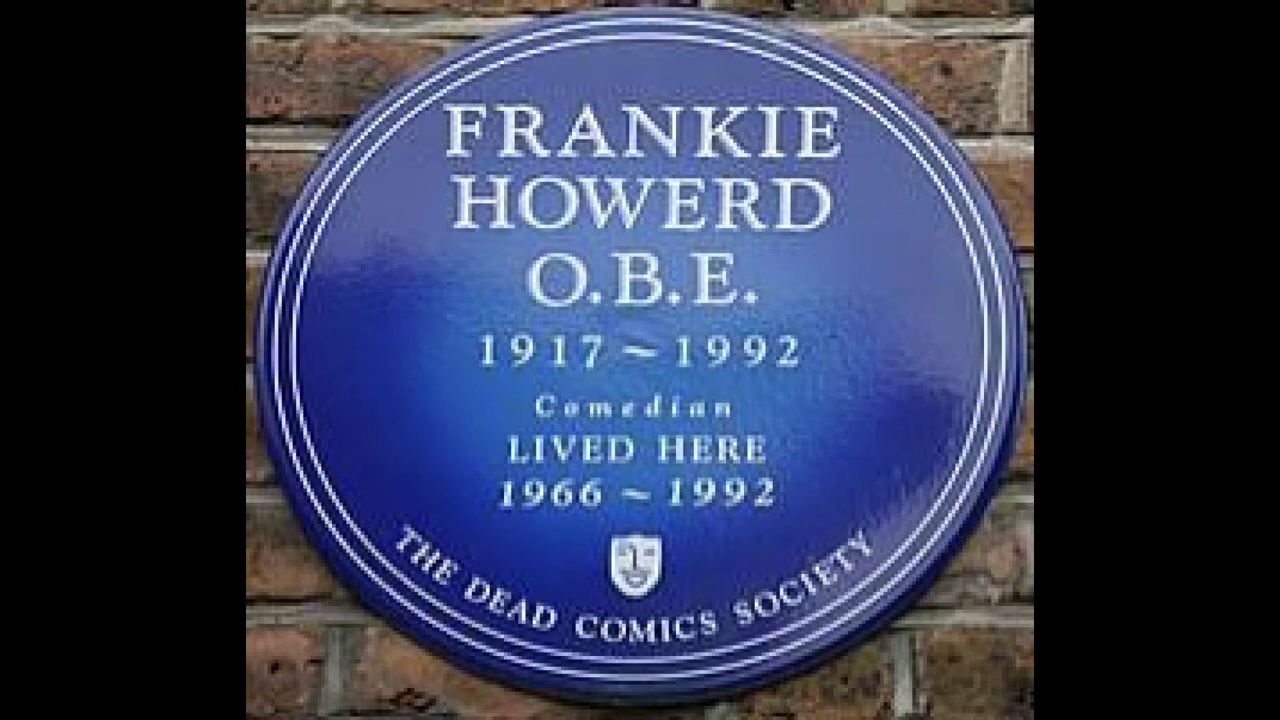 FRANKIE
HOWERD
O.B.E.
1917 ~ 1992
Comedian
LIVED HERE
1966 ~ 1992
THE DEAD COMICS SOCIETY